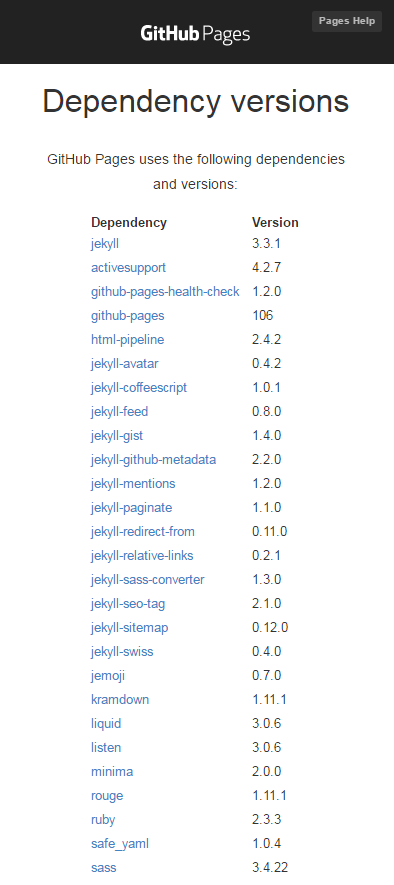 GitHub Pages
Pages Help
Dependency versions
GitHub Pages uses the following dependencies
and versions:
Dependency Version
jekyll 3.3.1
activesupport 4.2.7
github-pages-health-check 1.2.0
github-pages 106
html-pipeline 2.4.2
jekyll-avatar 0.4.2
jekyll-coffeescript 1.0.1
jekyll-feed 0.8.0
jekyll-gist 1.4.0
jekyll-github-metadata 2.2.0
jekyll-mentions 1.2.0
jekyll-paginate 1.1.0
jekyll-redirect-from 0.11.0
jekyll-relative-links 0.2.1
jekyll-sass-converter 1.3.0
jekyll-seo-tag 2.1.0
jekyll-sitemap 0.12.0
jekyll-swiss 0.4.0
jemoji 0.7.0
kramdown 1.11.1
liquid 3.0.6
listen 3.0.6
minima 2.0.0
rouge 1.11.1
ruby 2.3.3
safe_yaml 1.0.4
sass 3.4.22